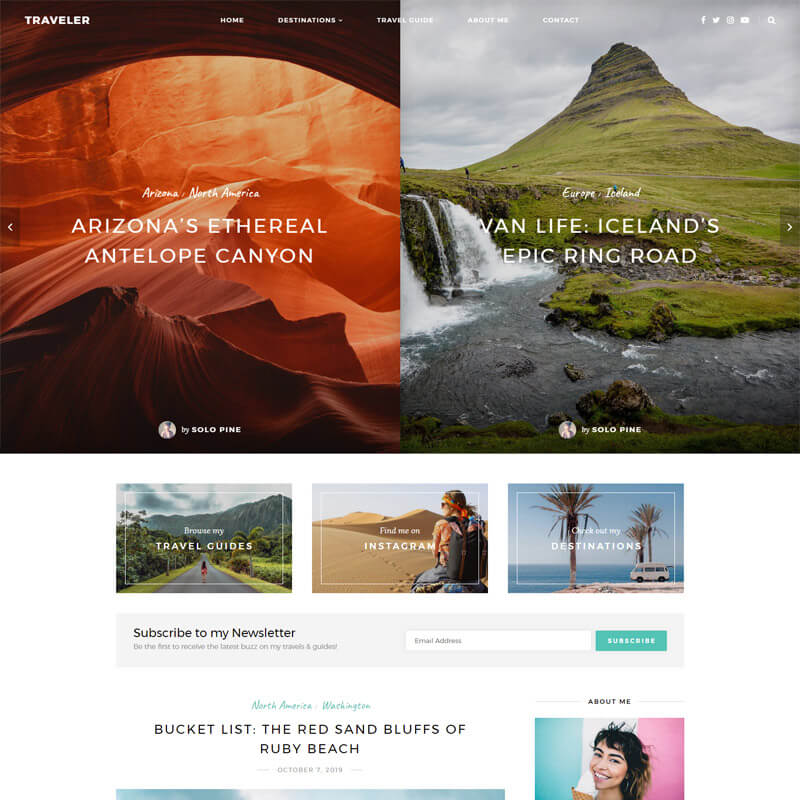 TRAVELER
HOME DESTINATIONS TRAVEL GUIDE ABOUT ME CONTACT
Arizona / North America
ARIZONA'S ETHEREAL
ANTELOPE CANYON
by SOLO PINE
Europe / Iceland
VAN LIFE: ICELAND'S
EPIC RING ROAD
by SOLO PINE
Browse my
TRAVEL GUIDES
Find me on
INSTAGRAM
Check out my
DESTINATIONS
Subscribe to my Newsletter
Be the first to receive the latest buzz on my travels & guides!
Email Address
SUBSCRIBE
North America / Washington
BUCKET LIST: THE RED SAND BLUFFS OF
RUBY BEACH
OCTOBER 7, 2019
ABOUT ME